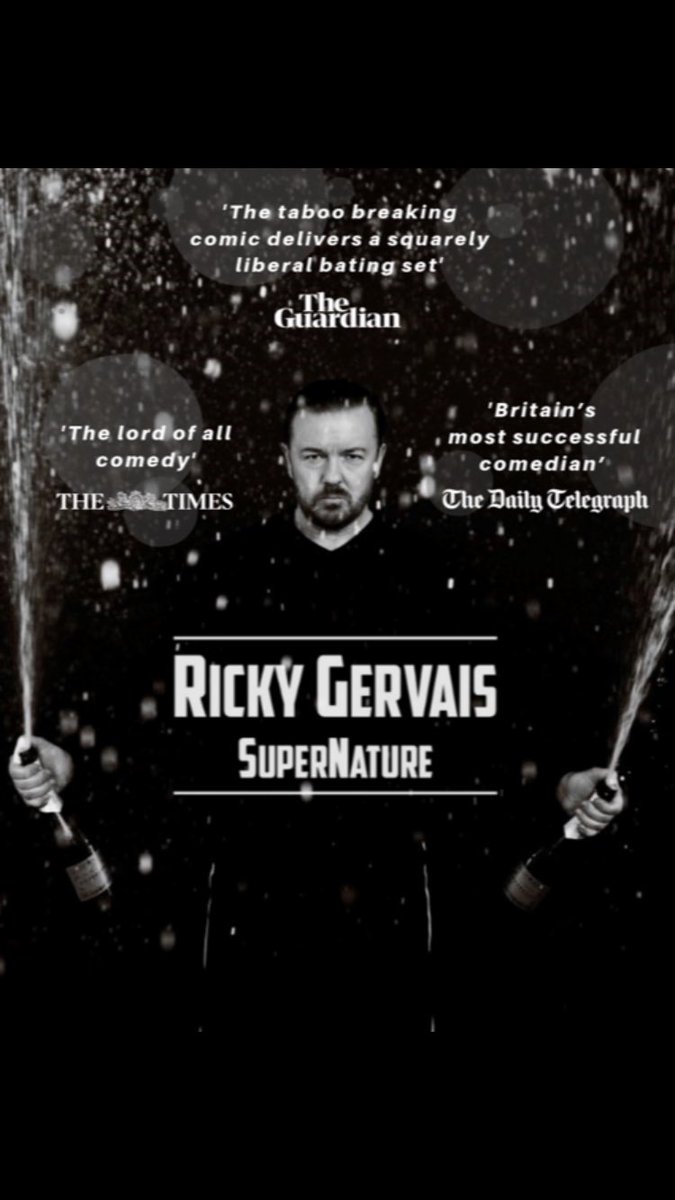 'The taboo breaking
comic delivers a squarely
liberal bating set'
The
Guardian
'The lord of all
comedy'
THE TIMES
'Britain’s
most successful
comedian’
The Daily Telegraph
RICKY GERVAIS
SUPERNATURE